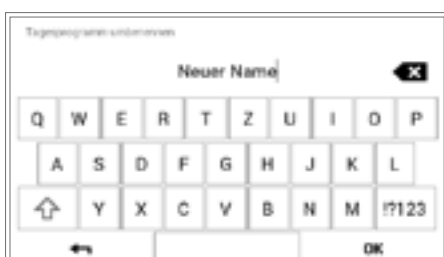 Tagesprogramm umbenennen
Neuer Name
Q W E R T Z U I O P
A S D F G H J K L
Y X C V B N M !?123
OK